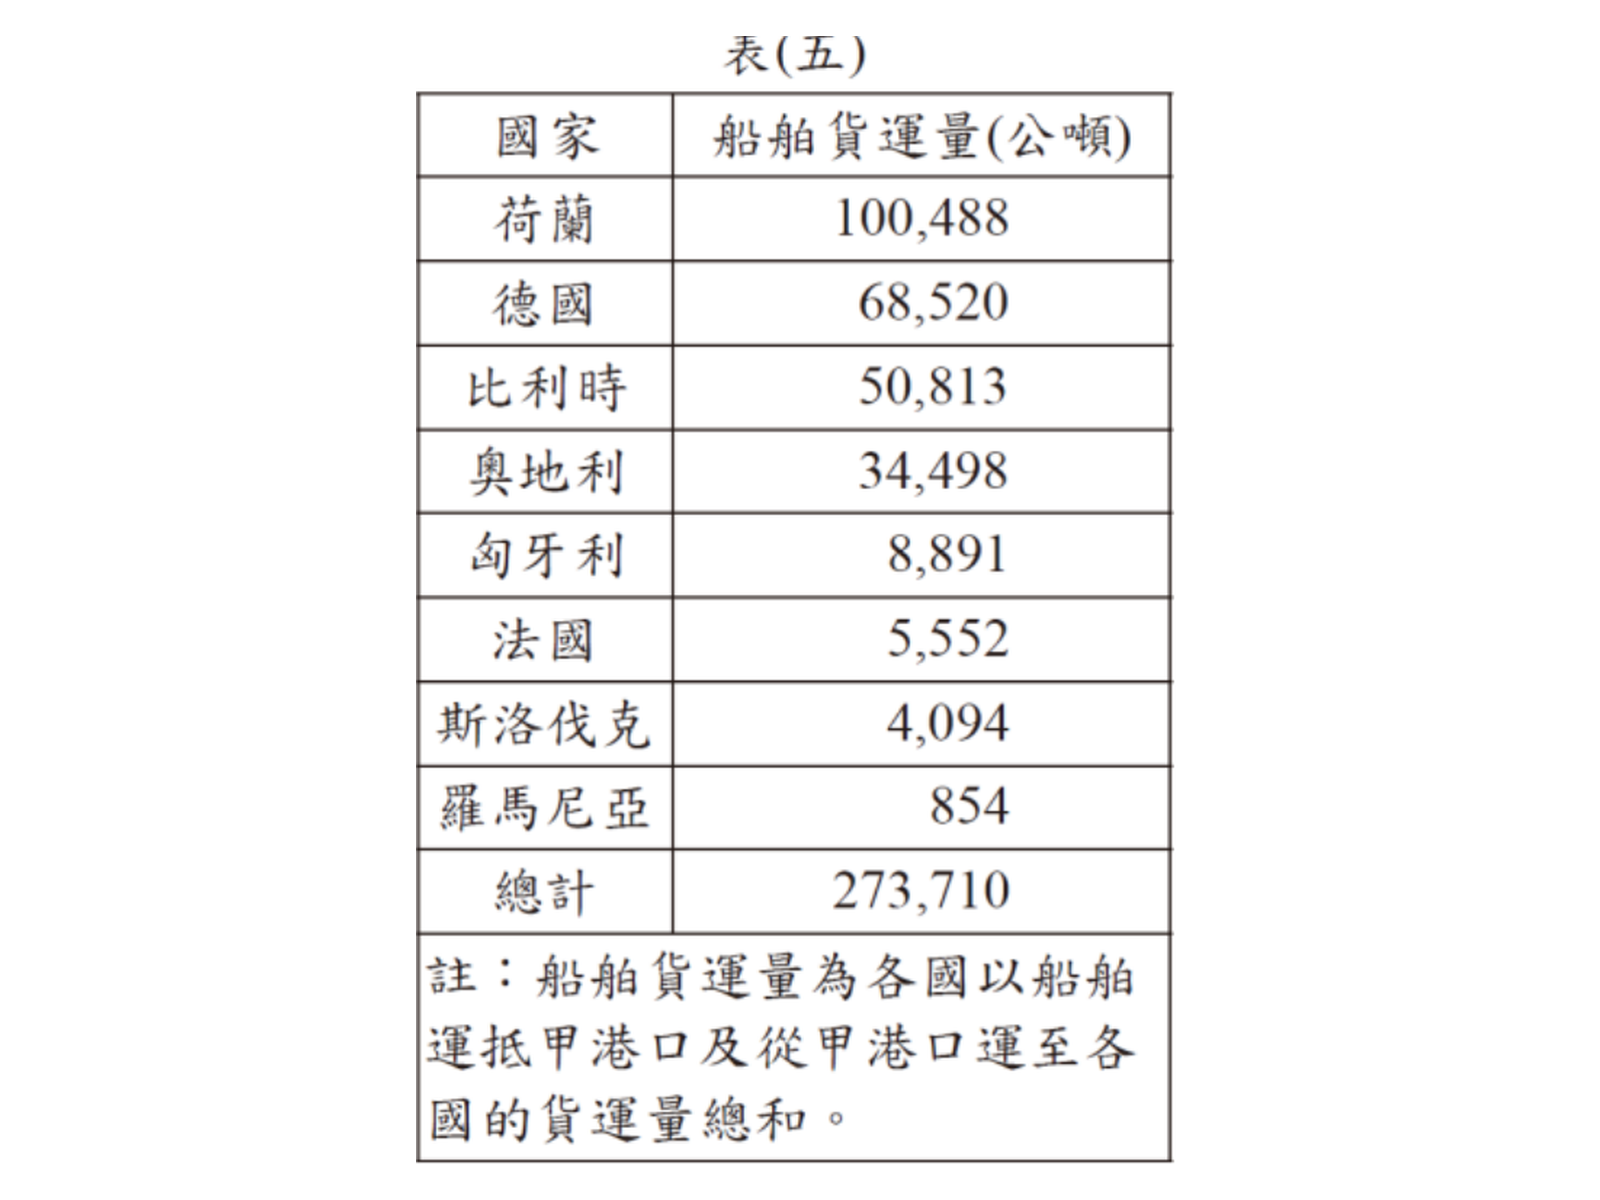 表(五)
國家 船舶貨運量(公噸)
荷蘭 100,488
德國 68,520
比利時 50,813
奧地利 34,498
匈牙利 8,891
法國 5,552
斯洛伐克 4,094
羅馬尼亞 854
總計 273,710
註：船舶貨運量為各國以船舶
運抵甲港口及從甲港口運至各
國的貨運量總和。